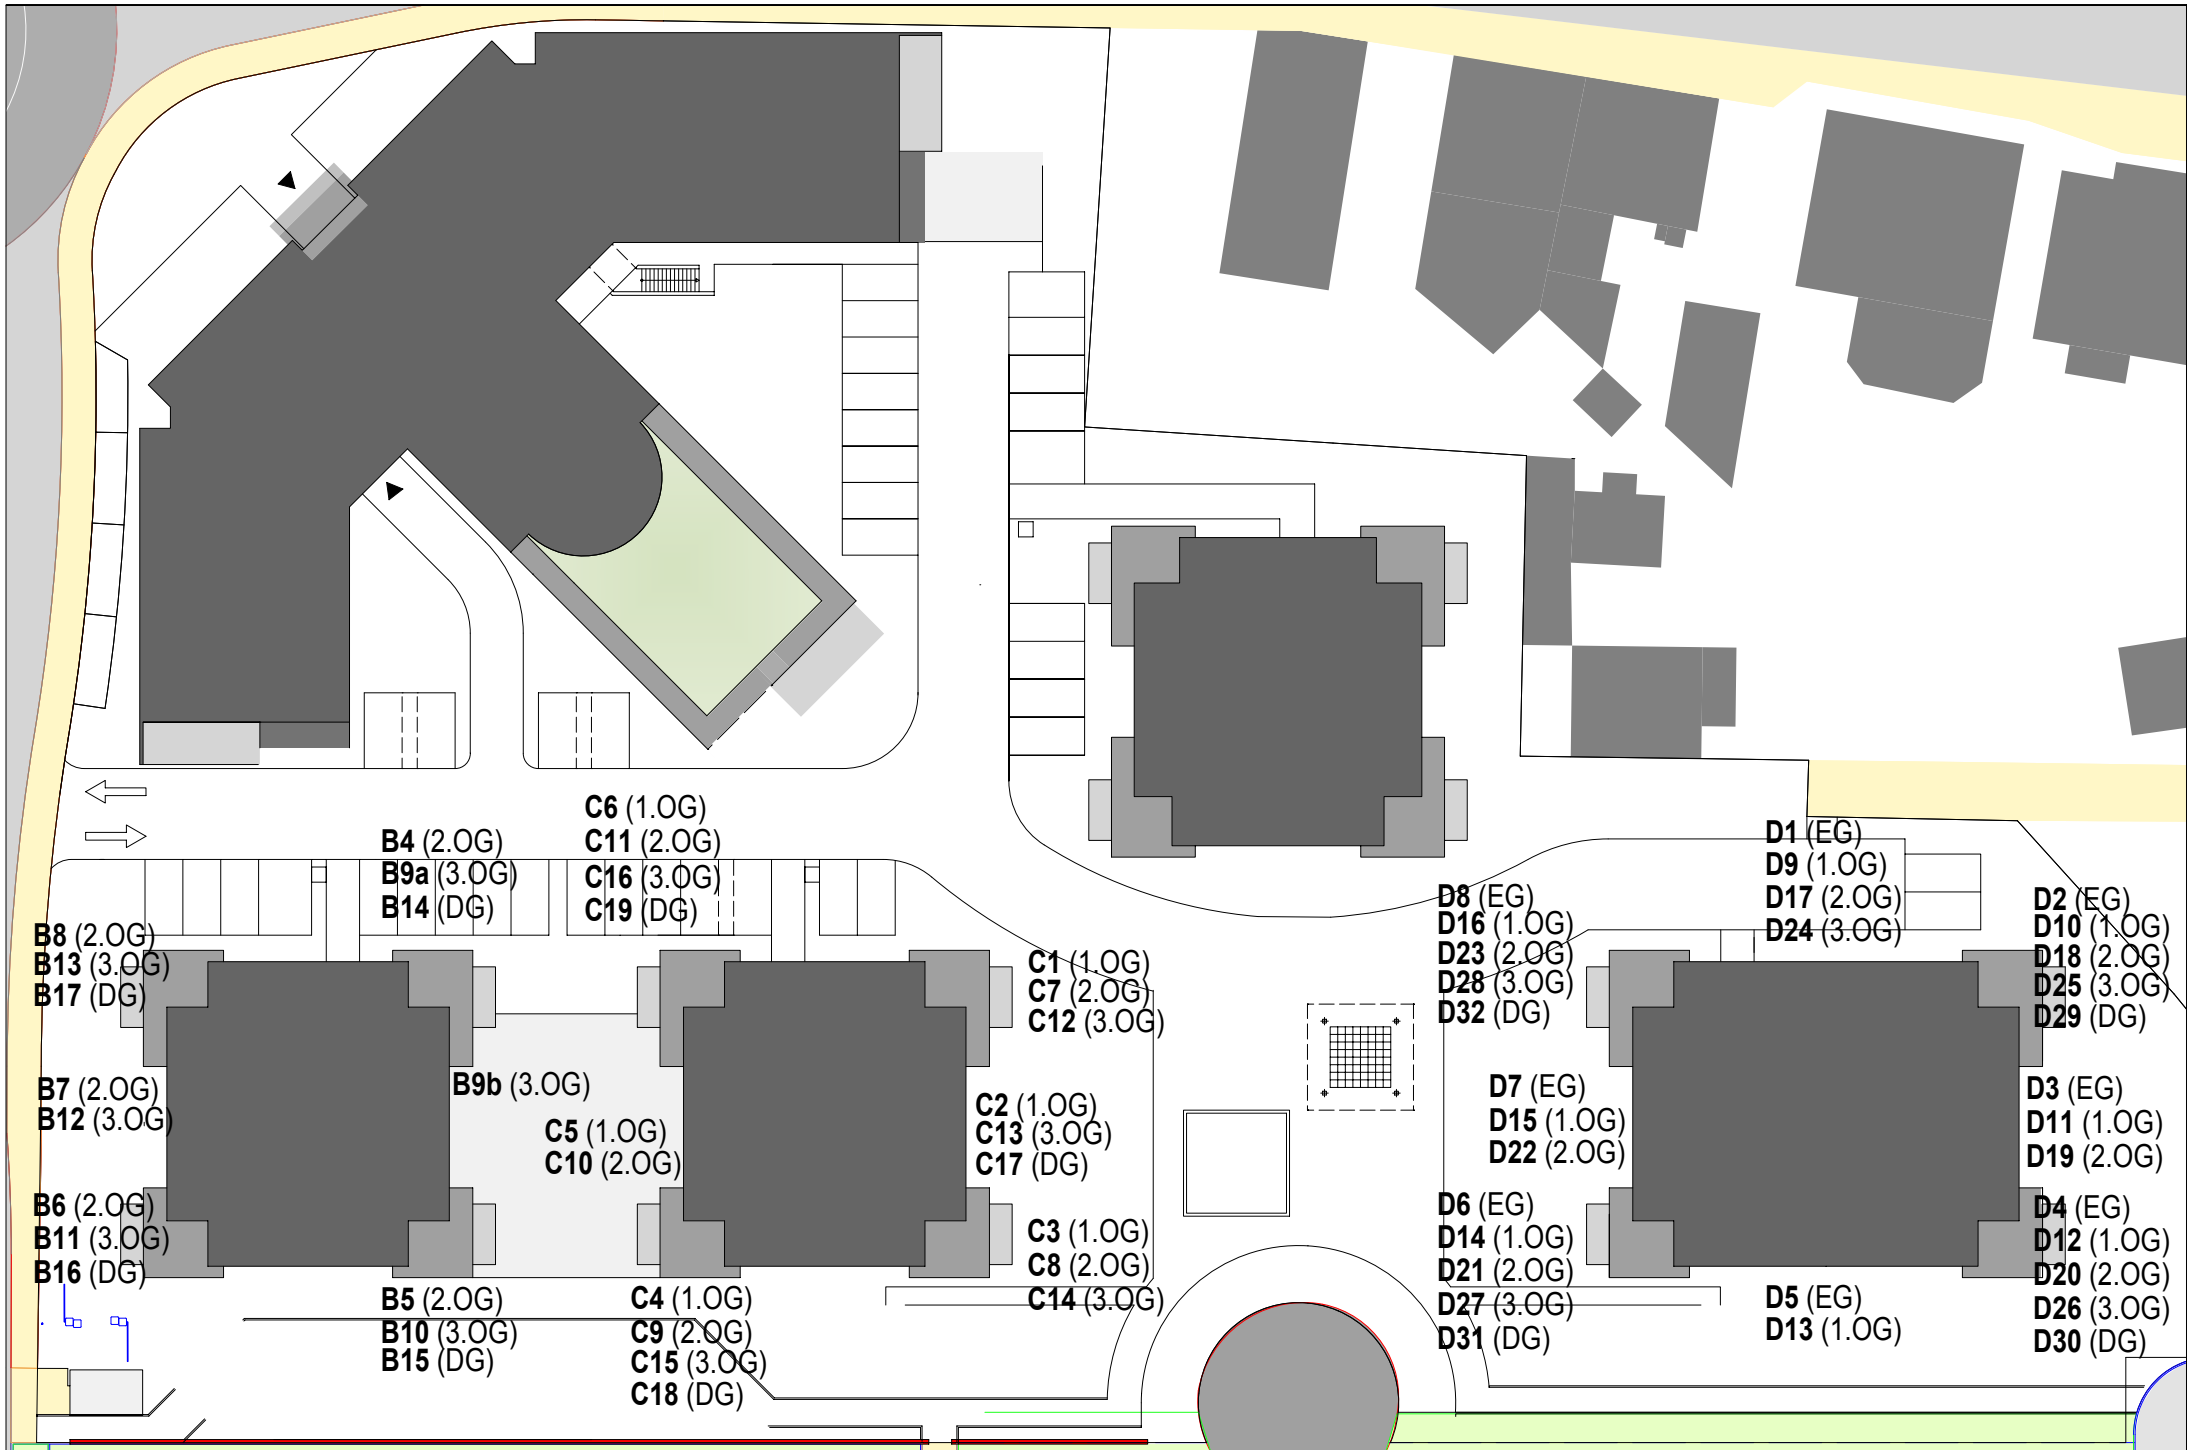 C6 (1.OG)
C11 (2.OG)
C16 (3.OG)
C19 (DG)
B4 (2.OG)
B9a (3.OG)
B14 (DG)
B8 (2.OG)
B13 (3.OG)
B17 (DG)
B7 (2.OG)
B12 (3.OG)
B6 (2.OG)
B11 (3.OG)
B16 (DG)
B9b (3.OG)
C5 (1.OG)
C10 (2.OG)
B5 (2.OG)
B10 (3.OG)
B15 (DG)
C4 (1.OG)
C9 (2.OG)
C15 (3.OG)
C18 (DG)
C1 (1.OG)
C7 (2.OG)
C12 (3.OG)
C2 (1.OG)
C13 (3.OG)
C17 (DG)
C3 (1.OG)
C8 (2.OG)
C14 (3.OG)
D1 (EG)
D9 (1.OG)
D17 (2.OG)
D24 (3.OG)
D8 (EG)
D16 (1.OG)
D23 (2.OG)
D28 (3.OG)
D32 (DG)
D2 (EG)
D10 (1.OG)
D18 (2.OG)
D25 (3.OG)
D29 (DG)
D7 (EG)
D15 (1.OG)
D22 (2.OG)
D3 (EG)
D11 (1.OG)
D19 (2.OG)
D6 (EG)
D14 (1.OG)
D21 (2.OG)
D27 (3.OG)
D31 (DG)
D5 (EG)
D13 (1.OG)
D4 (EG)
D12 (1.OG)
D20 (2.OG)
D26 (3.OG)
D30 (DG)